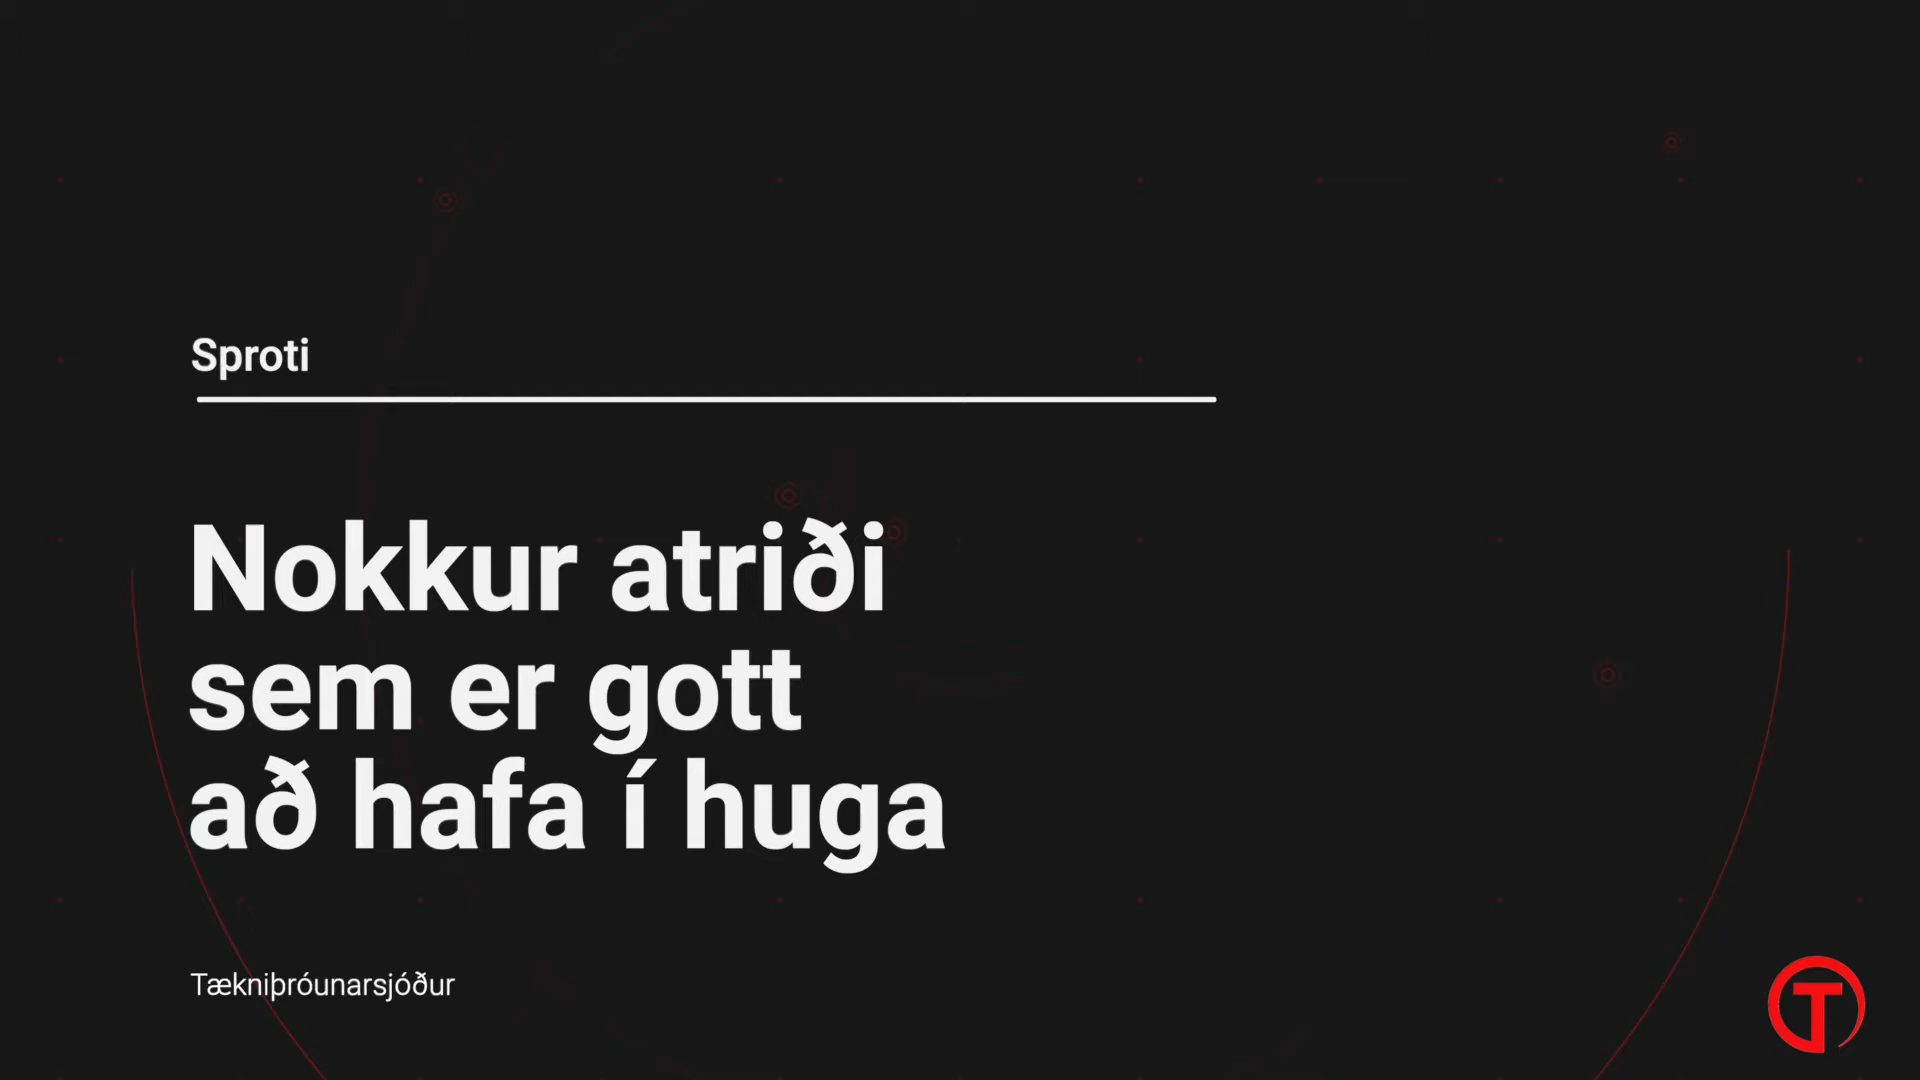 Sproti
Nokkur atriði
sem er gott
að hafa í huga
Tækniþróunarsjóður
T